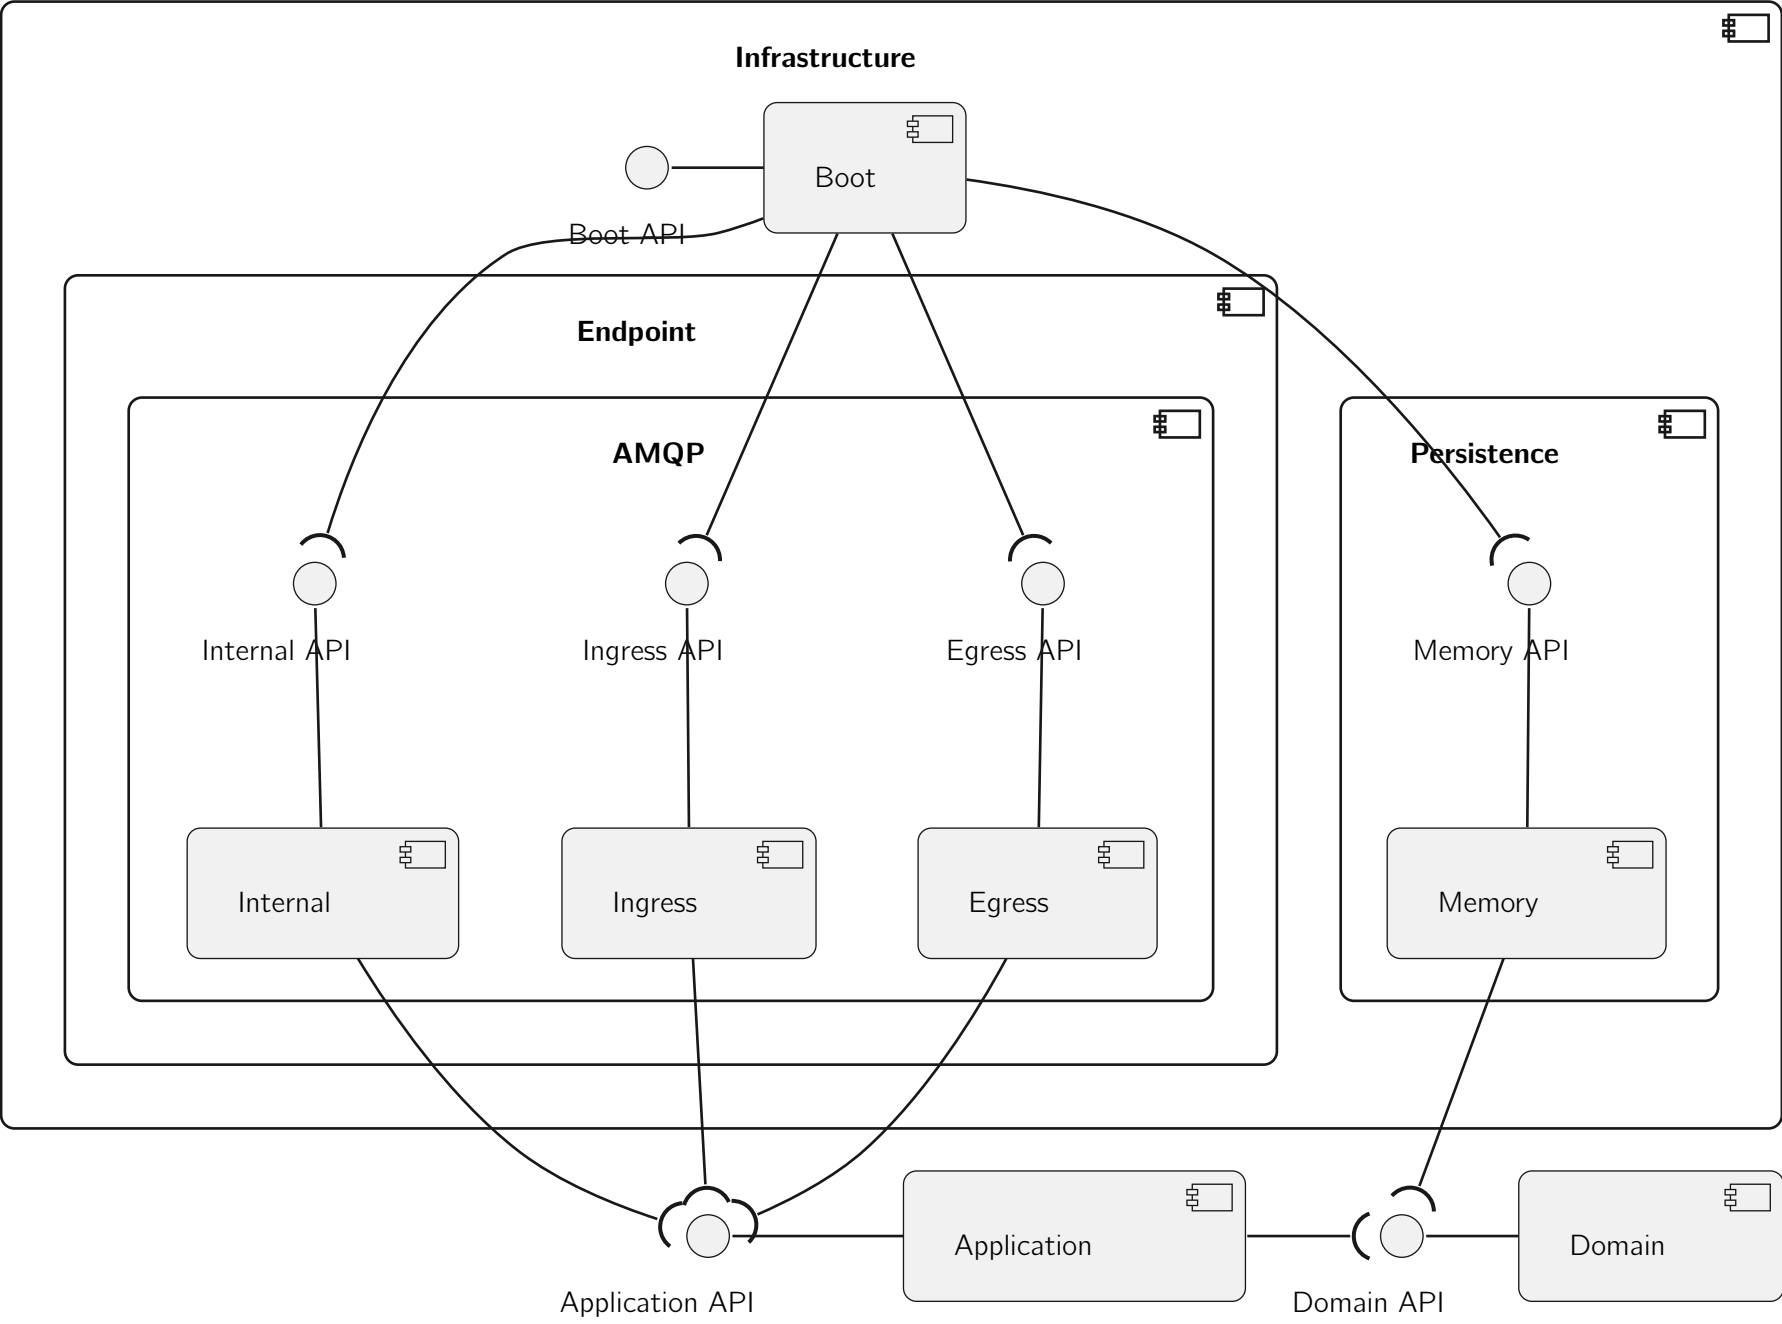 Infrastructure
Boot
Boot API
Endpoint
AMQP
Persistence
Internal API
Ingress API
Egress API
Memory API
Internal
Ingress
Egress
Memory
Application
Domain
Application API
Domain API